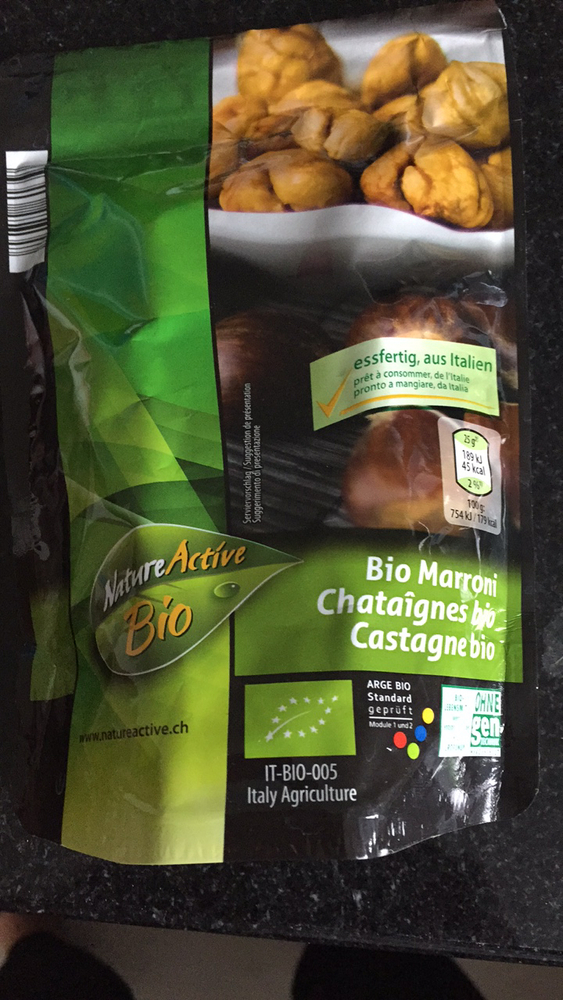 essfertig, aus Italien
prêt à consommer, de l'Italie
pronto a mangiare, da Italia
Serviervorschlag / Suggestion de présentation
Suggerimento di presentazione
25 g
189 kJ
45 kcal
2 %
100 g:
754 kJ / 179 kcal
NatureActive
Bio
Bio Marroni
Chataîgnes bio
Castagne bio
www.natureactive.ch
ARGE BIO
Standard
geprüft
Module 1 und 2
OHNE
gen
IT-BIO-005
Italy Agriculture